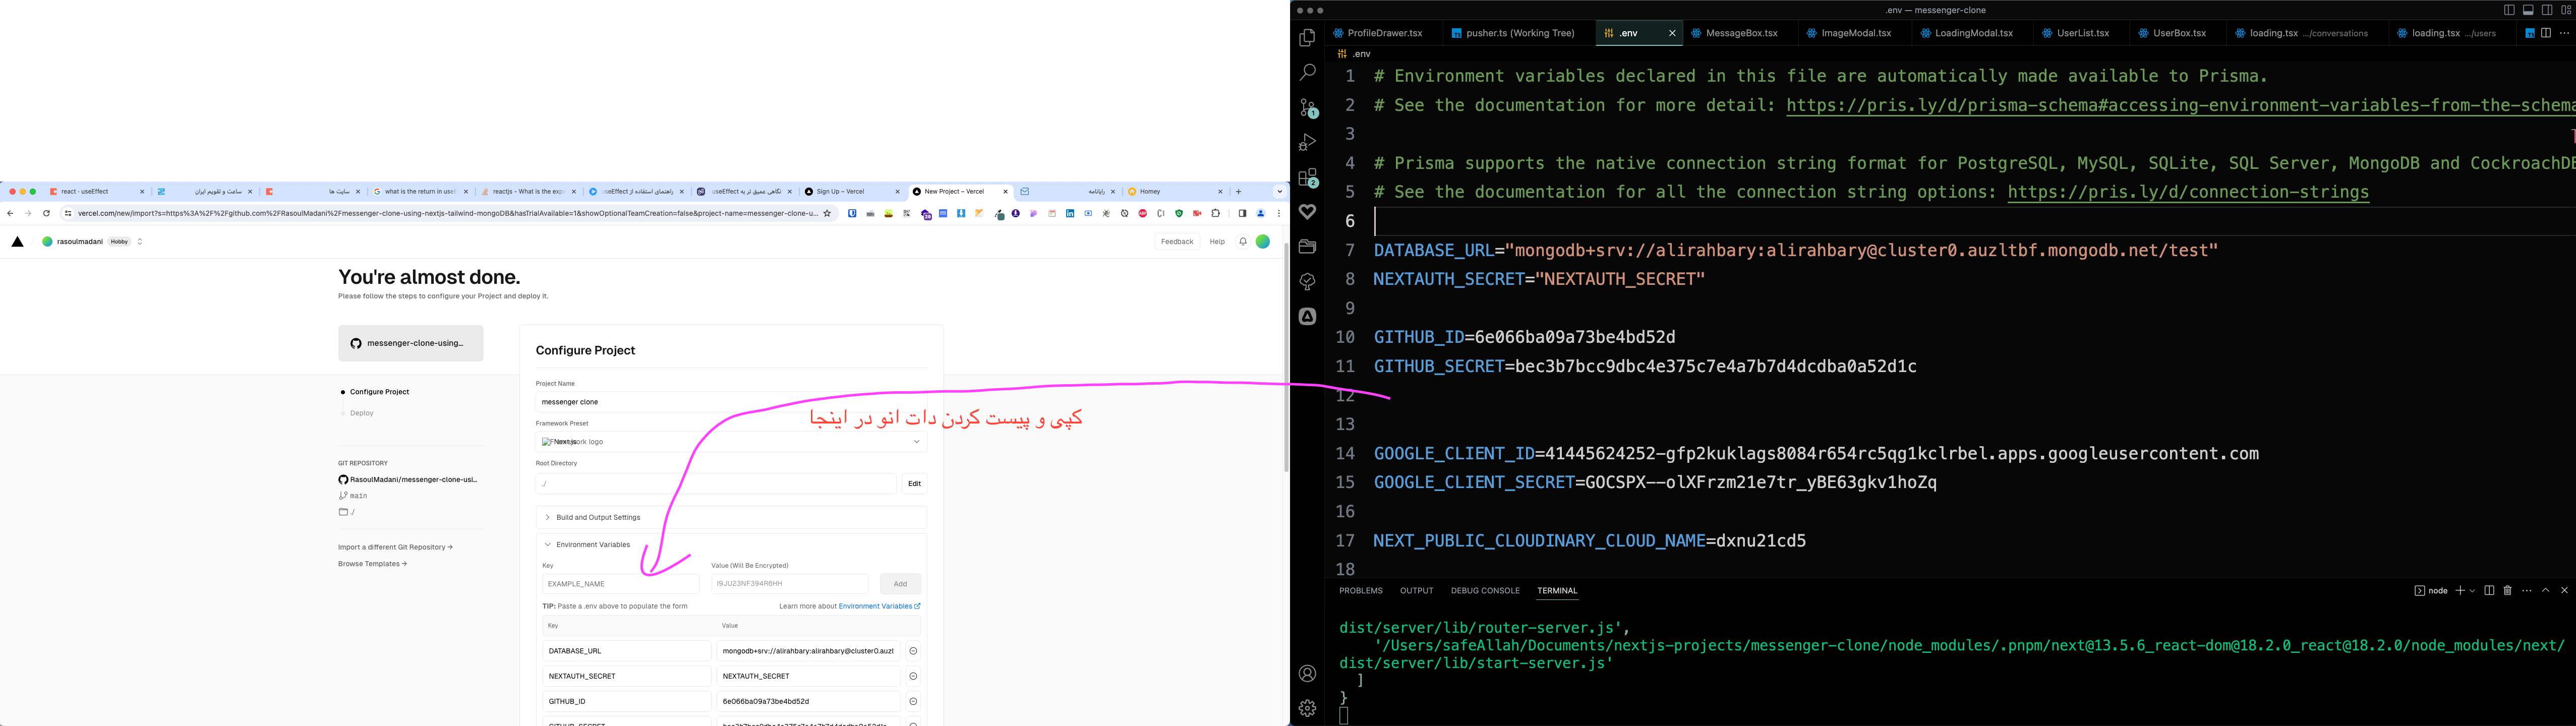 react - useEffect
ساعت و تقویم ایران
سایت ها
what is the return in usei
reactjs - What is the expe
راهنمای استفاده از useEffect
نگاهی عمیق تر به useEffect
Sign Up – Vercel
New Project – Vercel
رایانامه
Homey
vercel.com/new/import?s=https%3A%2F%2Fgithub.com%2FRasoulMadani%2Fmessenger-clone-using-nextjs-tailwind-mongoDB&hasTrialAvailable=1&showOptionalTeamCreation=false&project-name=messenger-clone-u...
rasoulmadani Hobby
Feedback
Help
You're almost done.
Please follow the steps to configure your Project and deploy it.
messenger-clone-using...
Configure Project
Deploy
GIT REPOSITORY
RasoulMadani/messenger-clone-usi...
main
./
Import a different Git Repository →
Browse Templates →
Configure Project
Project Name
messenger clone
کپی و پیست کردن دات انو در اینجا
Framework Preset
Next.js
Root Directory
./
Edit
Build and Output Settings
Environment Variables
Key
Value (Will Be Encrypted)
EXAMPLE_NAME
I9JU23NF394R6HH
Add
TIP: Paste a .env above to populate the form
Learn more about Environment Variables
Key
Value
DATABASE_URL
mongodb+srv://alirahbary:alirahbary@cluster0.auzl
NEXTAUTH_SECRET
NEXTAUTH_SECRET
GITHUB_ID
6e066ba09a73be4bd52d
.env — messenger-clone
ProfileDrawer.tsx
pusher.ts (Working Tree)
.env
MessageBox.tsx
ImageModal.tsx
LoadingModal.tsx
UserList.tsx
UserBox.tsx
loading.tsx .../conversations
loading.tsx .../users
.env
1 # Environment variables declared in this file are automatically made available to Prisma.
2 # See the documentation for more detail: https://pris.ly/d/prisma-schema#accessing-environment-variables-from-the-schema
3
4 # Prisma supports the native connection string format for PostgreSQL, MySQL, SQLite, SQL Server, MongoDB and CockroachDB
5 # See the documentation for all the connection string options: https://pris.ly/d/connection-strings
6
7 DATABASE_URL="mongodb+srv://alirahbary:alirahbary@cluster0.auzltbf.mongodb.net/test"
8 NEXTAUTH_SECRET="NEXTAUTH_SECRET"
9
10 GITHUB_ID=6e066ba09a73be4bd52d
11 GITHUB_SECRET=bec3b7bcc9dbc4e375c7e4a7b7d4dcdba0a52d1c
12
13
14 GOOGLE_CLIENT_ID=41445624252-gfp2kuklags8084r654rc5qg1kclrbel.apps.googleusercontent.com
15 GOOGLE_CLIENT_SECRET=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
16
17 NEXT_PUBLIC_CLOUDINARY_CLOUD_NAME=dxnu21cd5
18
PROBLEMS
OUTPUT
DEBUG CONSOLE
TERMINAL
node
dist/server/lib/router-server.js',
'/Users/safeAllah/Documents/nextjs-projects/messenger-clone/node_modules/.pnpm/next@13.5.6_react-dom@18.2.0_react@18.2.0/node_modules/next/
dist/server/lib/start-server.js'
]
}